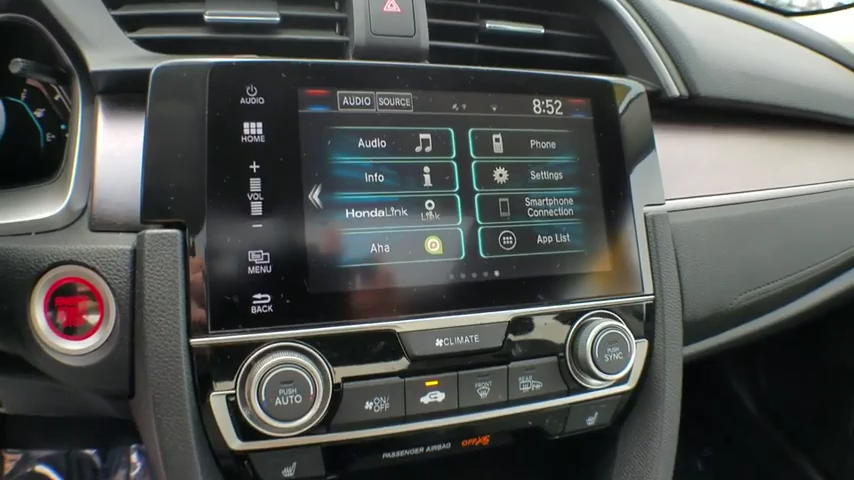 AUDIO
HOME
+
VOL
-
MENU
BACK
AUDIO SOURCE
8:52
Audio
Info
HondaLink
Link
Aha
Phone
Settings
Smartphone
Connection
App List
CLIMATE
PUSH
AUTO
ON/
OFF
FRONT
REAR
PUSH
SYNC
PASSENGER AIRBAG OFF